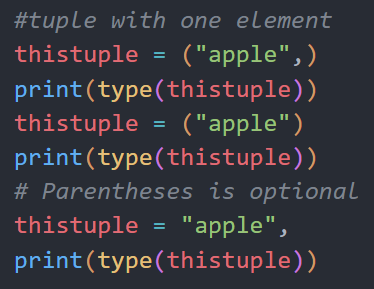 #tuple with one element
thistuple = ("apple",)
print(type(thistuple))
thistuple = ("apple")
print(type(thistuple))
# Parentheses is optional
thistuple = "apple",
print(type(thistuple))